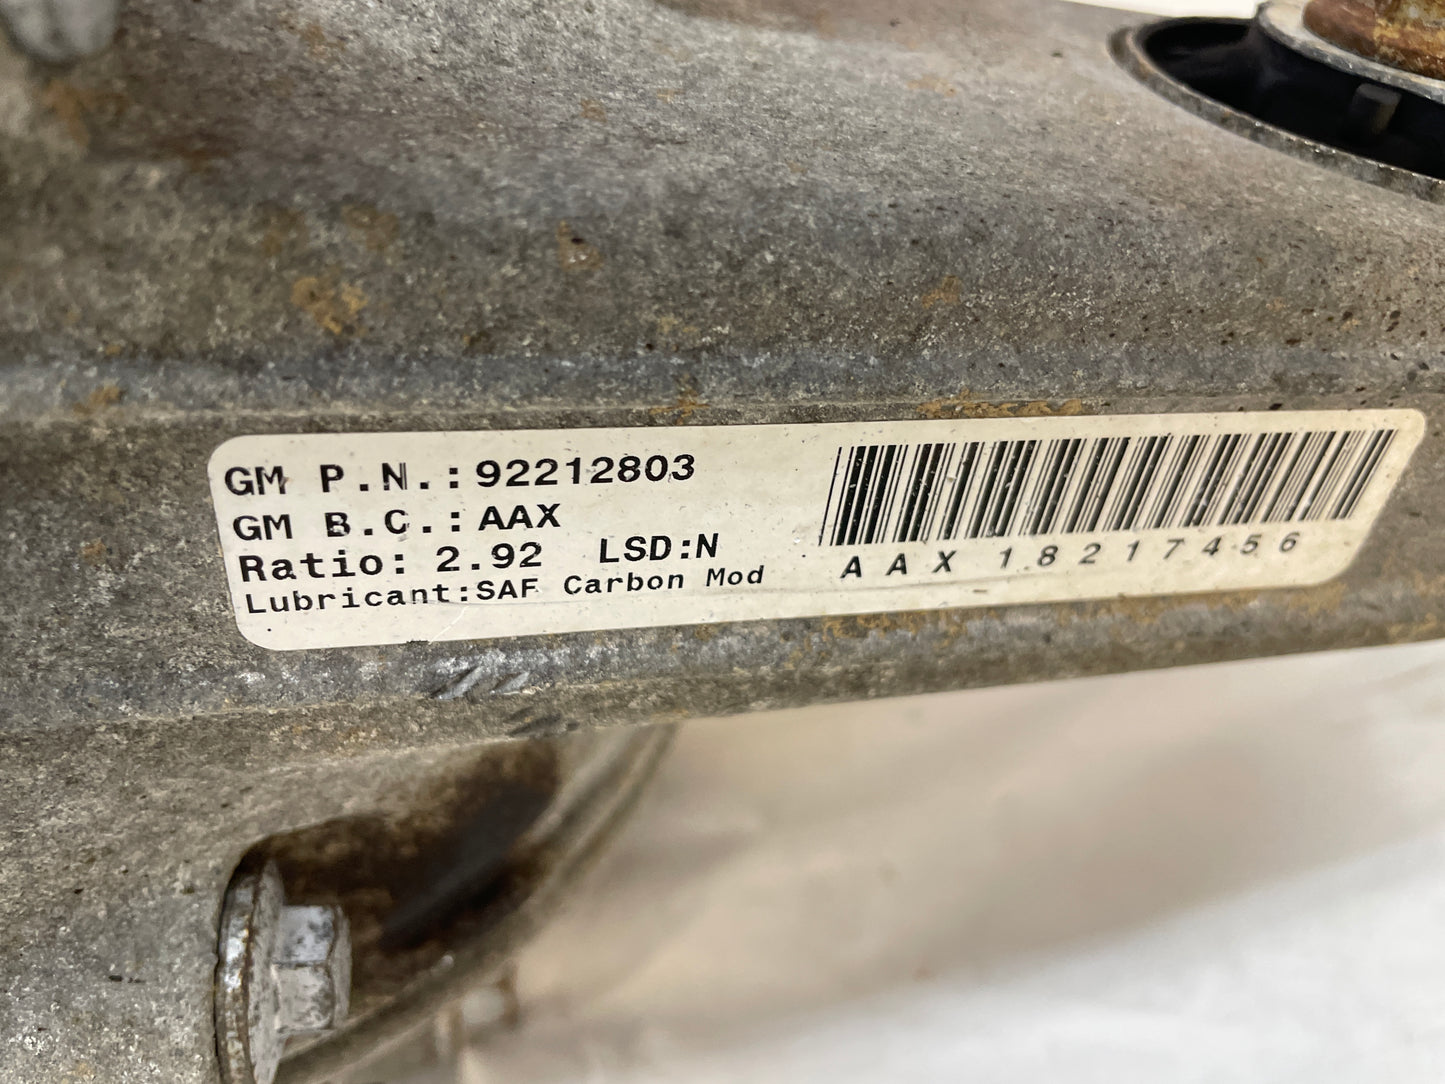 GM P.N.:92212803
GM B.C.:AAX
Ratio: 2.92 LSD:N
Lubricant:SAF Carbon Mod
AAX18217456